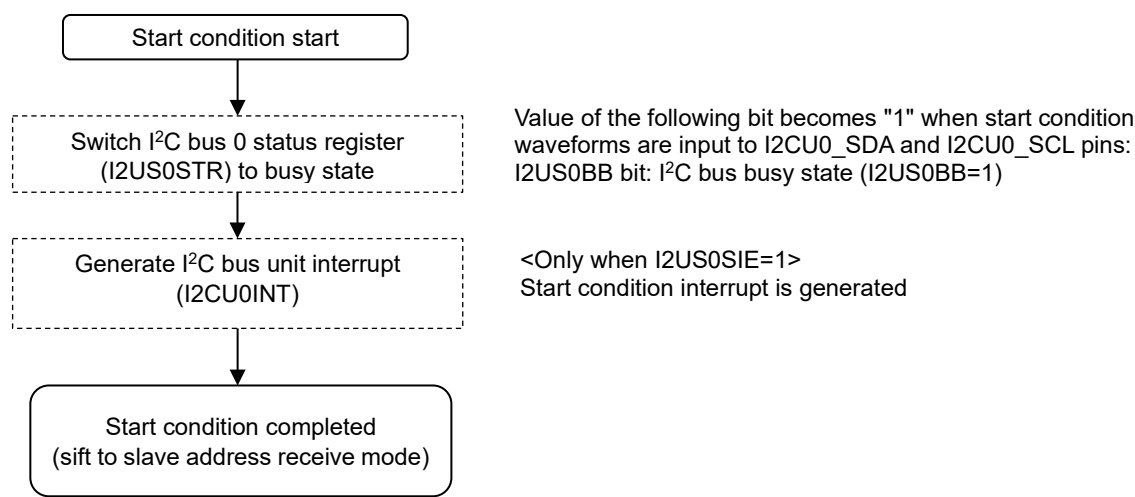 Start condition start
Switch I²C bus 0 status register
(I2US0STR) to busy state
Value of the following bit becomes "1" when start condition
waveforms are input to I2CU0_SDA and I2CU0_SCL pins:
I2US0BB bit: I²C bus busy state (I2US0BB=1)
Generate I²C bus unit interrupt
(I2CU0INT)
<Only when I2US0SIE=1>
Start condition interrupt is generated
Start condition completed
(sift to slave address receive mode)